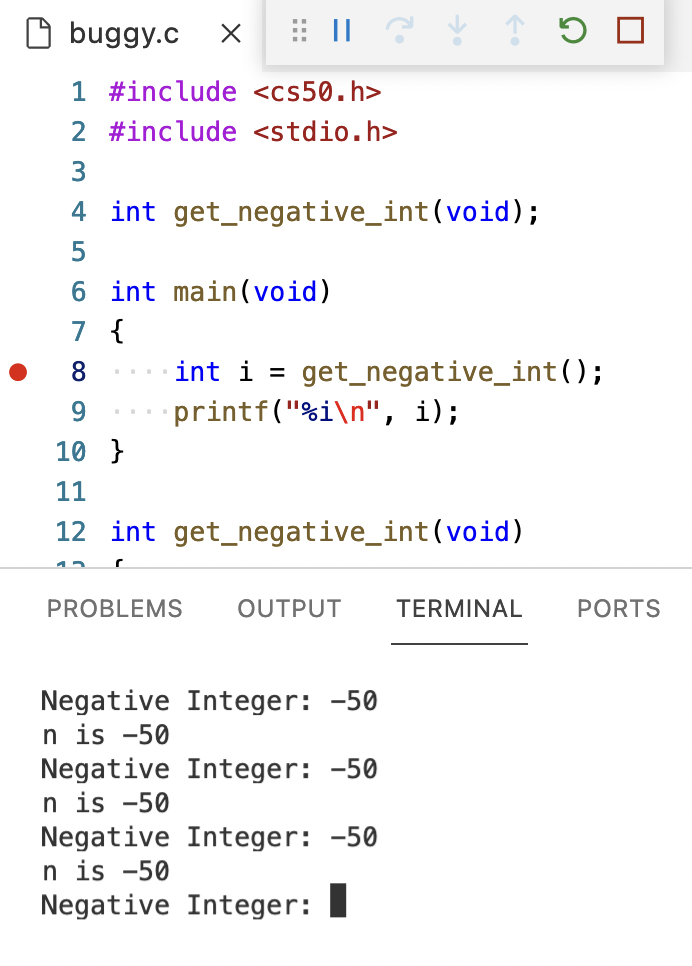 buggy.c
1 #include <cs50.h>
2 #include <stdio.h>
3
4 int get_negative_int(void);
5
6 int main(void)
7 {
8 ····int i = get_negative_int();
9 ····printf("%i\n", i);
10 }
11
12 int get_negative_int(void)
13 {
PROBLEMS OUTPUT TERMINAL PORTS
Negative Integer: -50
n is -50
Negative Integer: -50
n is -50
Negative Integer: -50
n is -50
Negative Integer: